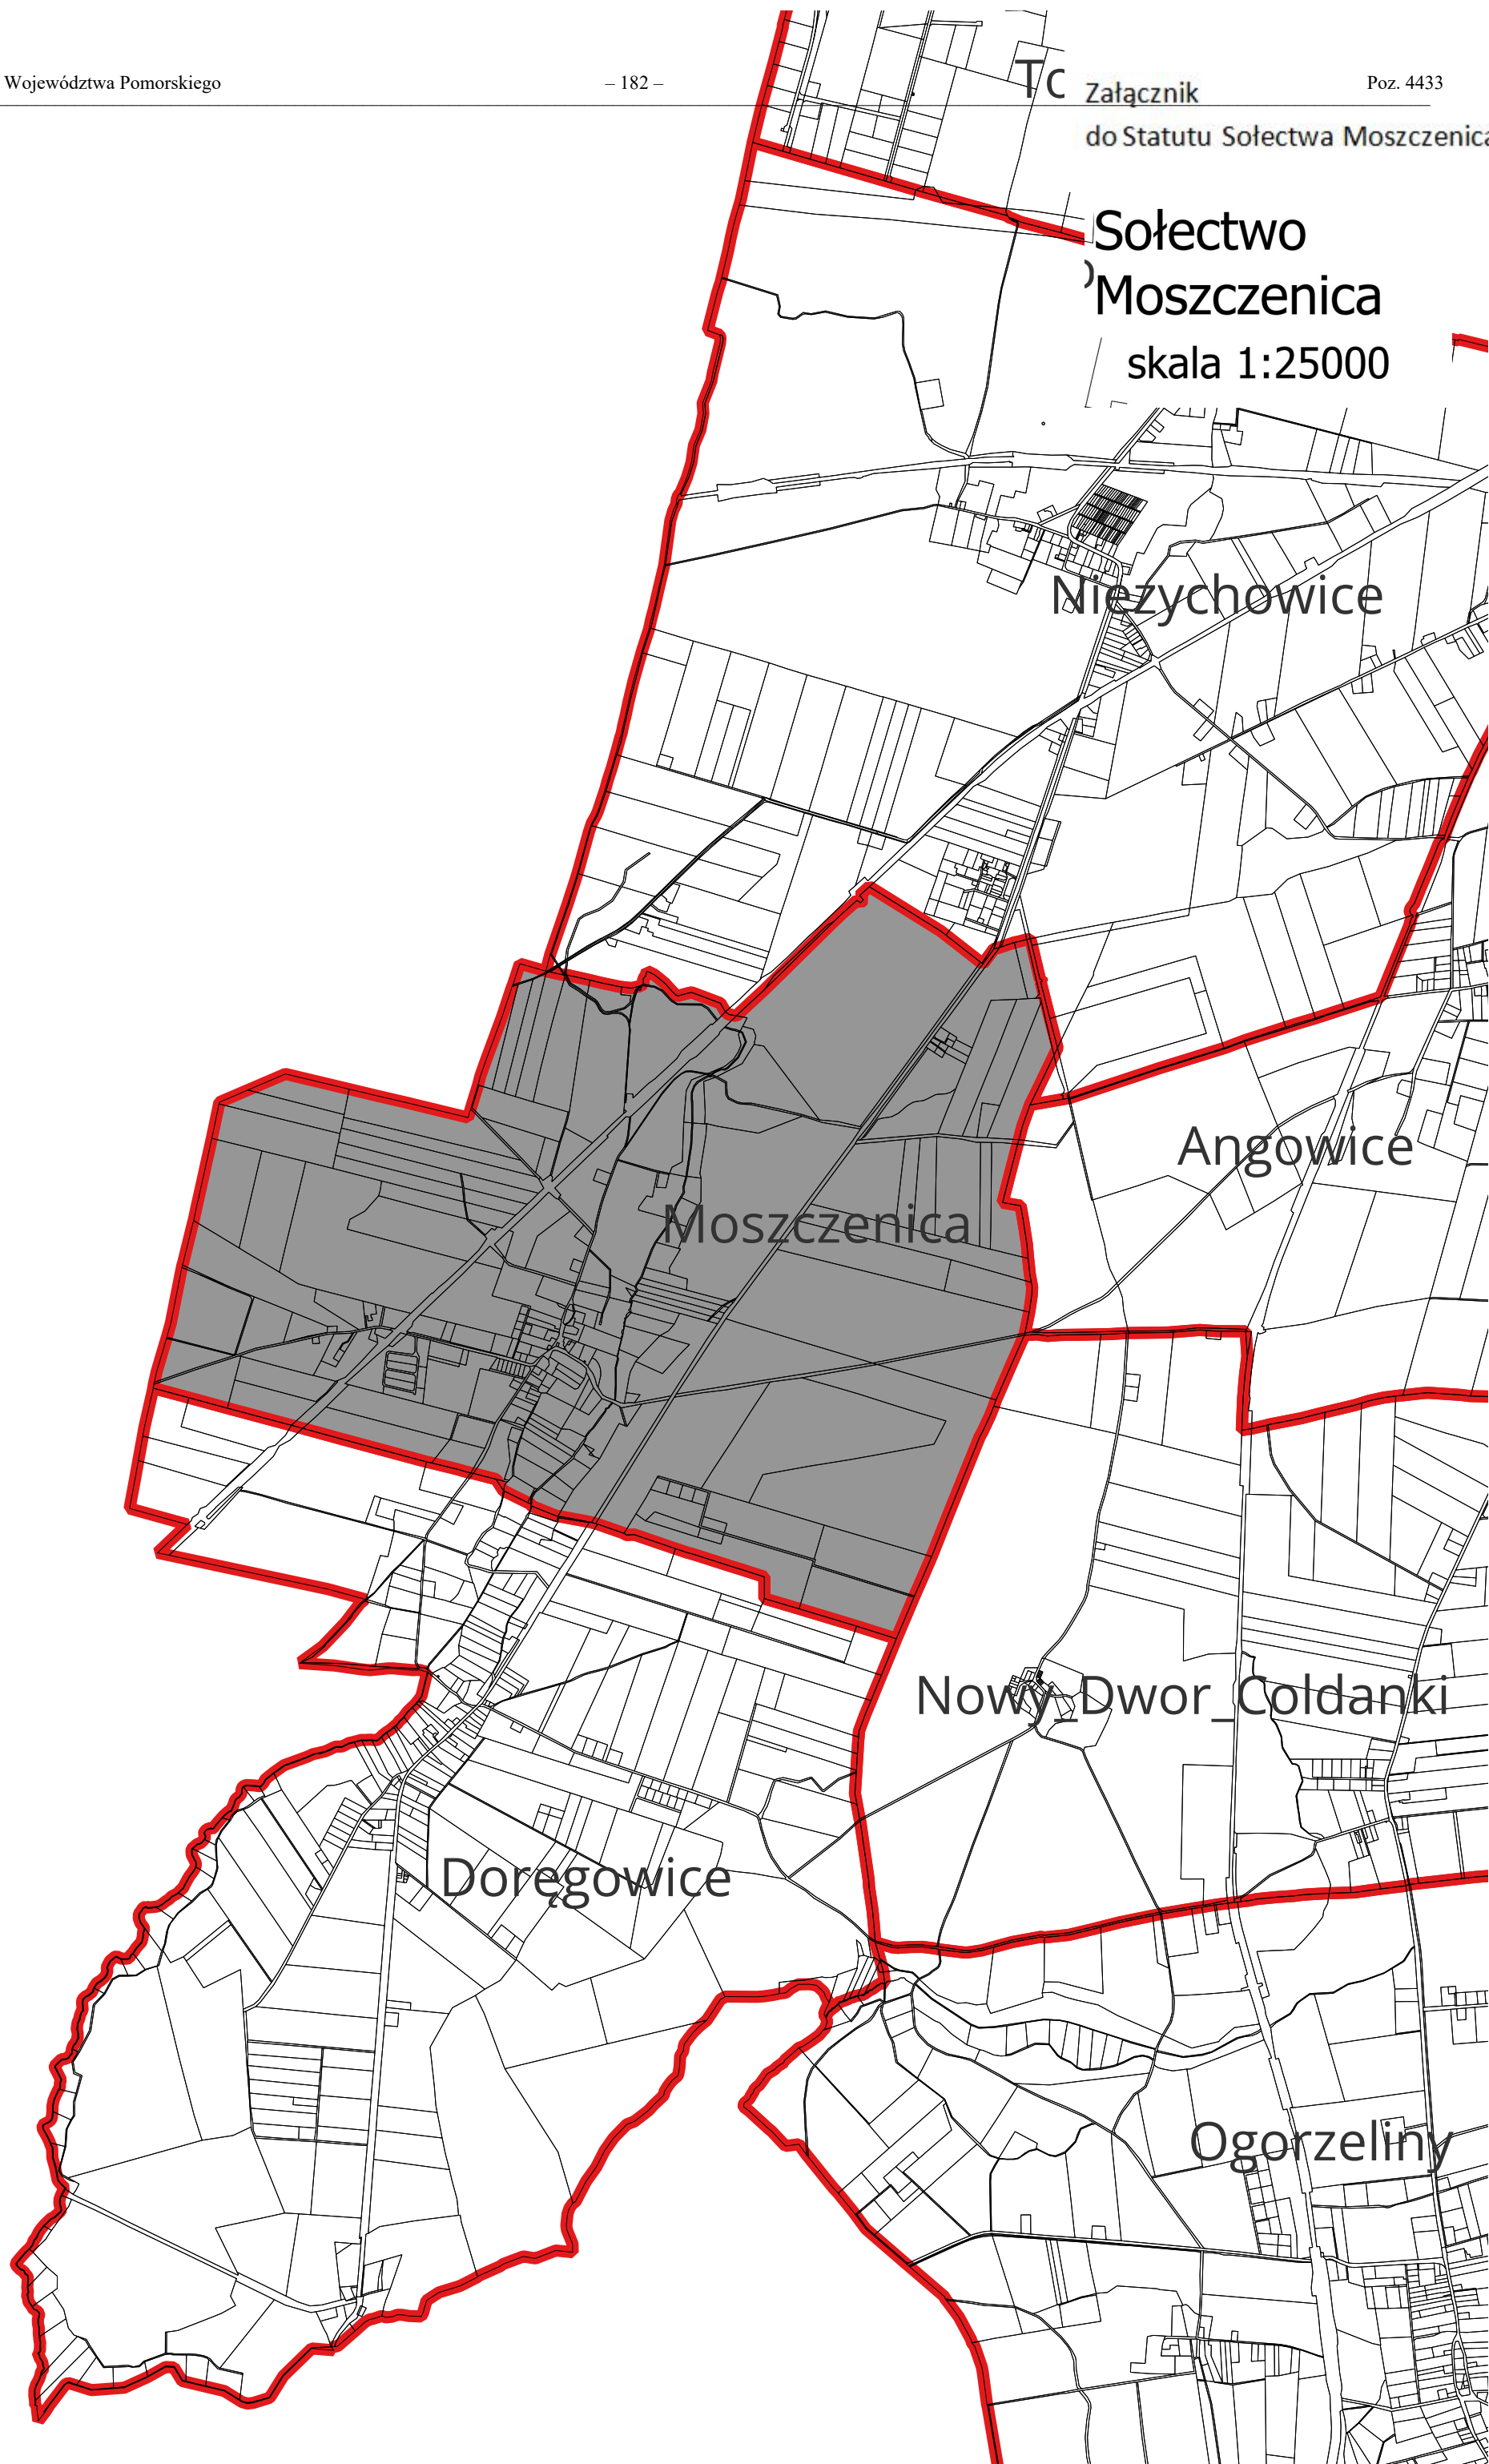 Województwa Pomorskiego – 182 – Poz. 4433
Załącznik
do Statutu Sołectwa Moszczenica
Sołectwo
Moszczenica
skala 1:25000
Nieżychowice
Angowice
Moszczenica
Nowy_Dwor_Coldanki
Doręgowice
Ogorzeliny